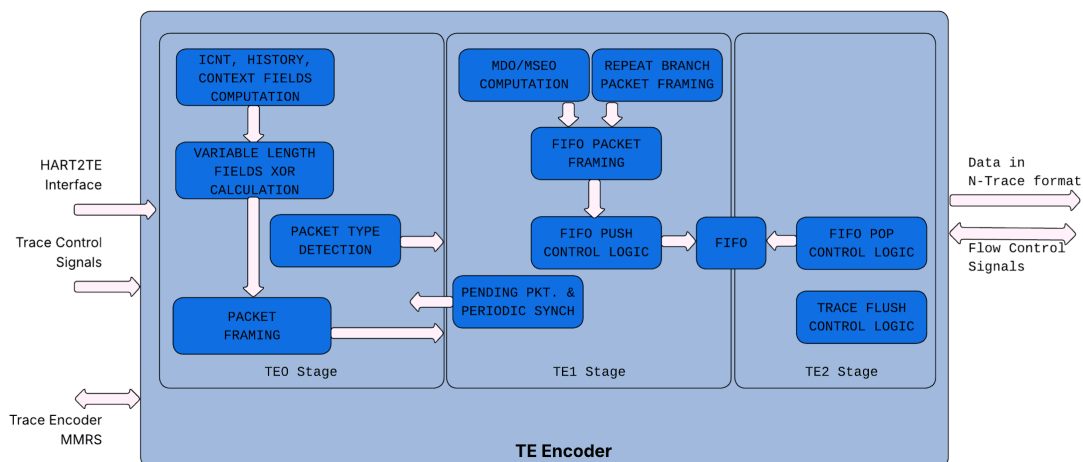 HART2TE
Interface
Trace Control
Signals
Trace Encoder
MMRS
ICNT, HISTORY,
CONTEXT FIELDS
COMPUTATION
VARIABLE LENGTH
FIELDS XOR
CALCULATION
PACKET TYPE
DETECTION
PACKET
FRAMING
TE0 Stage
MDO/MSEO
COMPUTATION
REPEAT BRANCH
PACKET FRAMING
FIFO PACKET
FRAMING
FIFO PUSH
CONTROL LOGIC
PENDING PKT. &
PERIODIC SYNCH
TE1 Stage
FIFO
FIFO POP
CONTROL LOGIC
TRACE FLUSH
CONTROL LOGIC
TE2 Stage
TE Encoder
Data in
N-Trace format
Flow Control
Signals